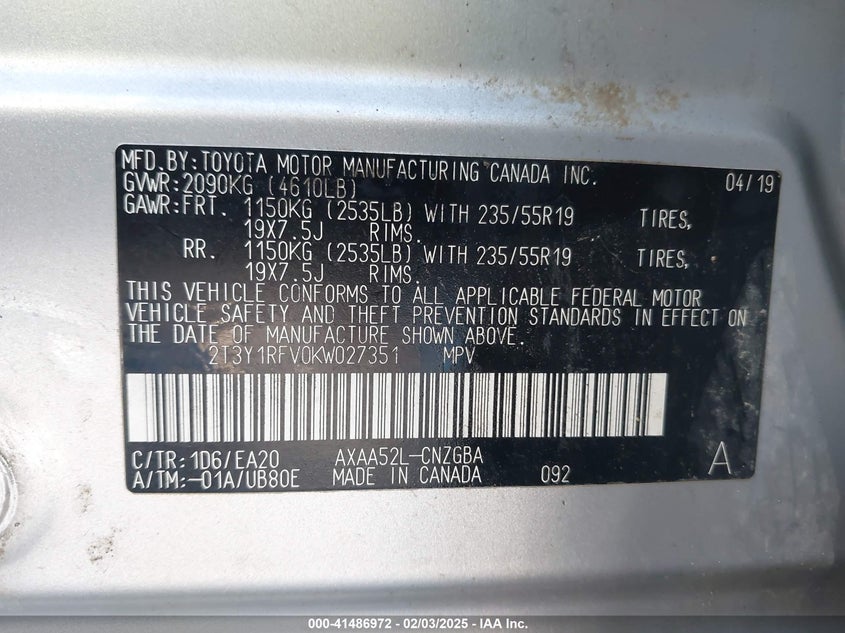 MFD. BY: TOYOTA MOTOR MANUFACTURING CANADA INC. 04/19
GVWR: 2090KG (4610LB)
GAWR: FRT. 1150KG (2535LB) WITH 235/55R19 TIRES,
19X7.5J RIMS.
RR. 1150KG (2535LB) WITH 235/55R19 TIRES,
19X7.5J RIMS.
THIS VEHICLE CONFORMS TO ALL APPLICABLE FEDERAL MOTOR
VEHICLE SAFETY AND THEFT PREVENTION STANDARDS IN EFFECT ON
THE DATE OF MANUFACTURE SHOWN ABOVE.
2T3Y1RFV0KW027351 MPV
C/TR: 1D6/EA20 AXAA52L-CNZGBA A
A/TM: -01A/UB80E MADE IN CANADA 092
000-41486972 - 02/03/2025 - IAA Inc.